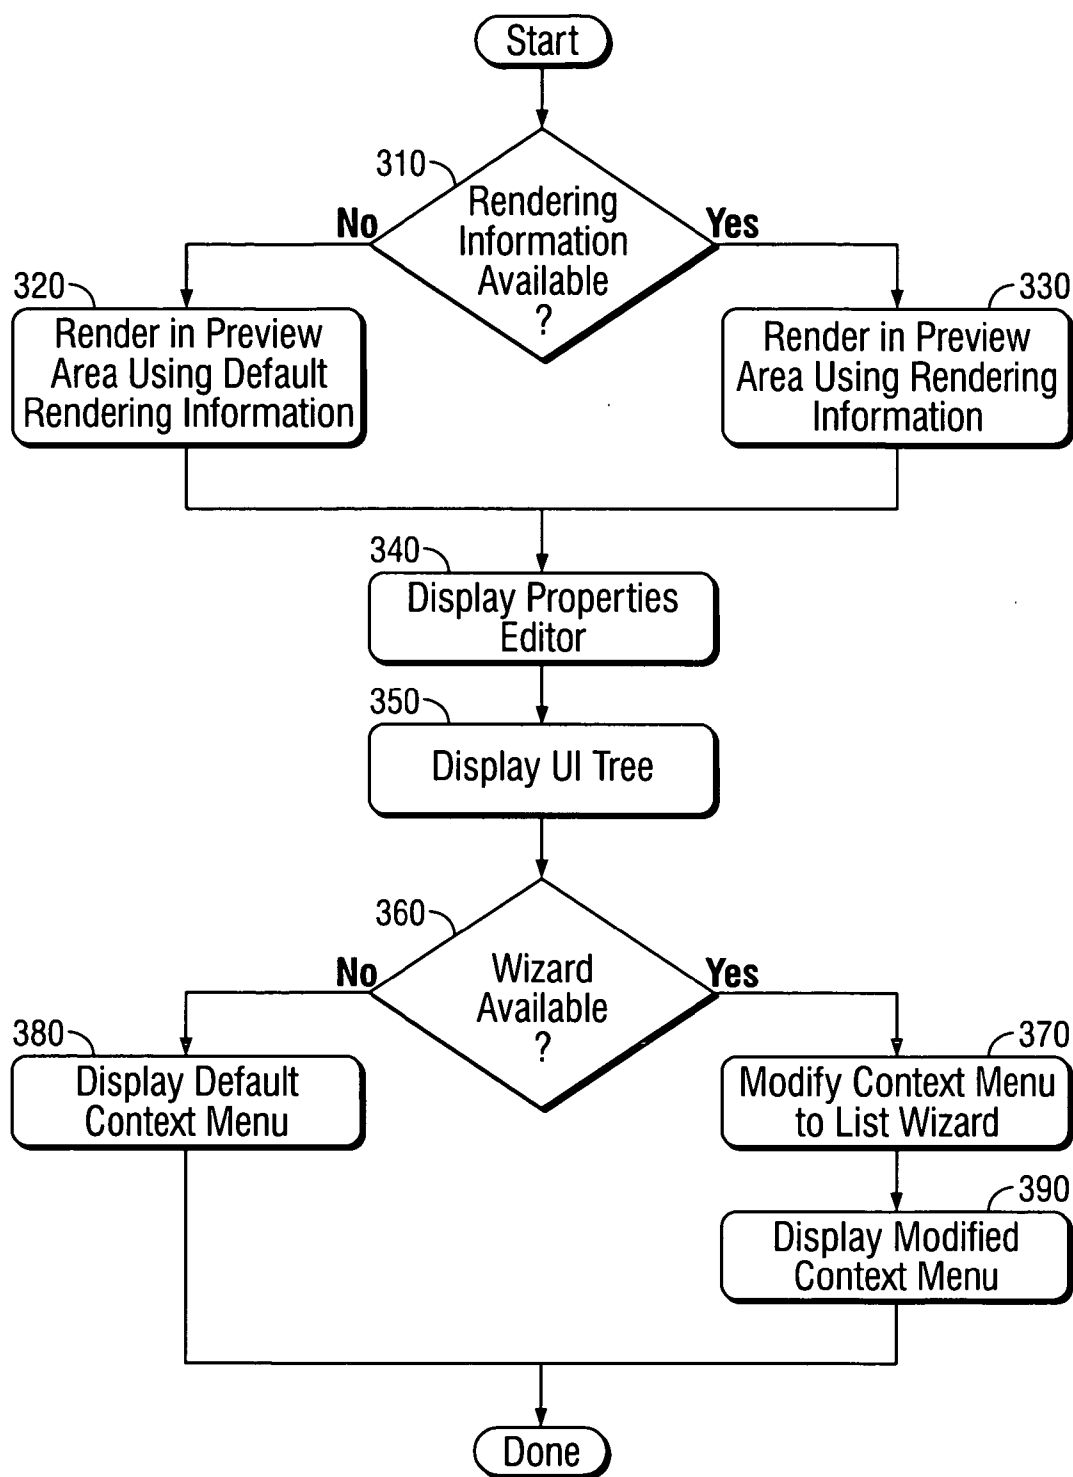 Start
310
Rendering
Information
Available
?
No
Yes
320
Render in Preview
Area Using Default
Rendering Information
330
Render in Preview
Area Using Rendering
Information
340
Display Properties
Editor
350
Display UI Tree
360
Wizard
Available
?
No
Yes
380
Display Default
Context Menu
370
Modify Context Menu
to List Wizard
390
Display Modified
Context Menu
Done